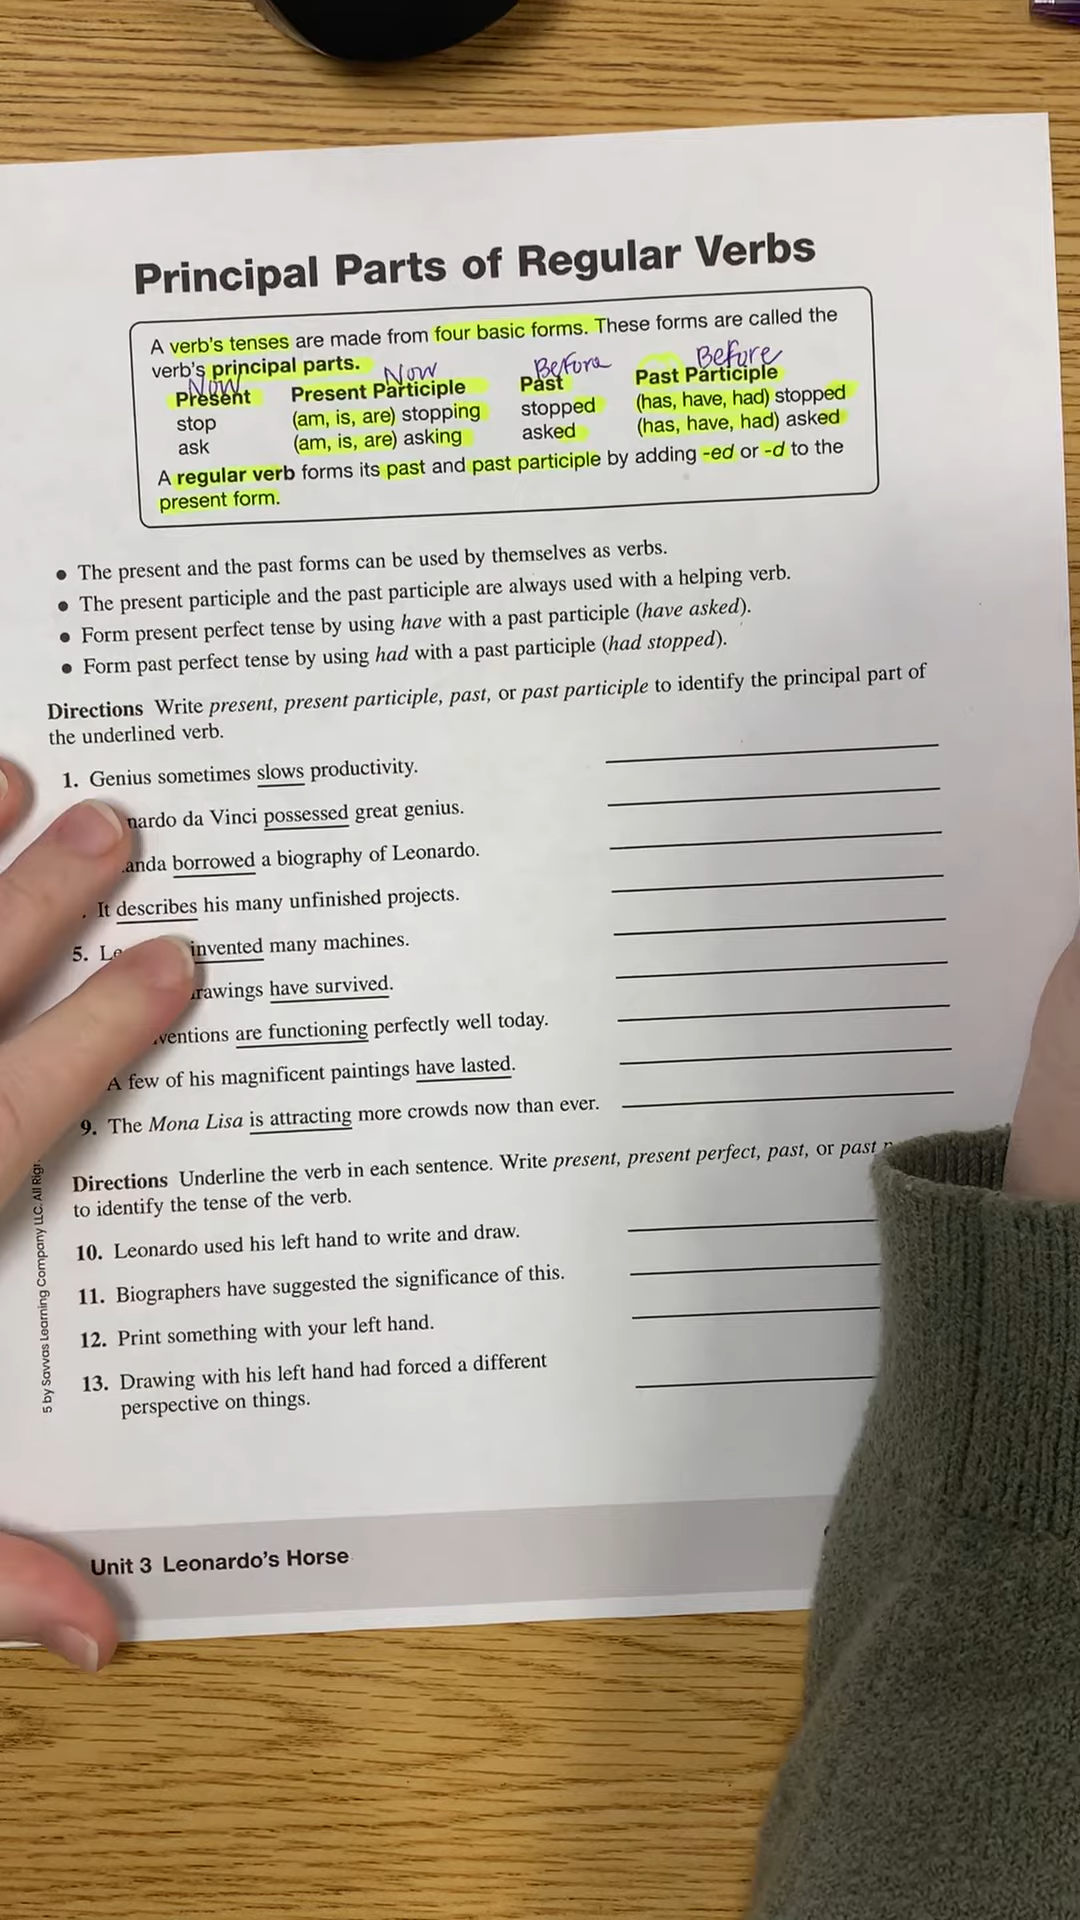 Principal Parts of Regular Verbs
A verb's tenses are made from four basic forms. These forms are called the
verb's principal parts.
Now Now Before Before
Present Present Participle Past Past Participle
stop (am, is, are) stopping stopped (has, have, had) stopped
ask (am, is, are) asking asked (has, have, had) asked
A regular verb forms its past and past participle by adding -ed or -d to the
present form.
• The present and the past forms can be used by themselves as verbs.
• The present participle and the past participle are always used with a helping verb.
• Form present perfect tense by using have with a past participle (have asked).
• Form past perfect tense by using had with a past participle (had stopped).
Directions Write present, present participle, past, or past participle to identify the principal part of
the underlined verb.
1. Genius sometimes slows productivity.
nardo da Vinci possessed great genius.
anda borrowed a biography of Leonardo.
. It describes his many unfinished projects.
5. Le invented many machines.
rawings have survived.
ventions are functioning perfectly well today.
A few of his magnificent paintings have lasted.
9. The Mona Lisa is attracting more crowds now than ever.
Directions Underline the verb in each sentence. Write present, present perfect, past, or past
to identify the tense of the verb.
10. Leonardo used his left hand to write and draw.
11. Biographers have suggested the significance of this.
12. Print something with your left hand.
13. Drawing with his left hand had forced a different
perspective on things.
5 by Savvas Learning Company LLC. All Rigr
Unit 3 Leonardo's Horse